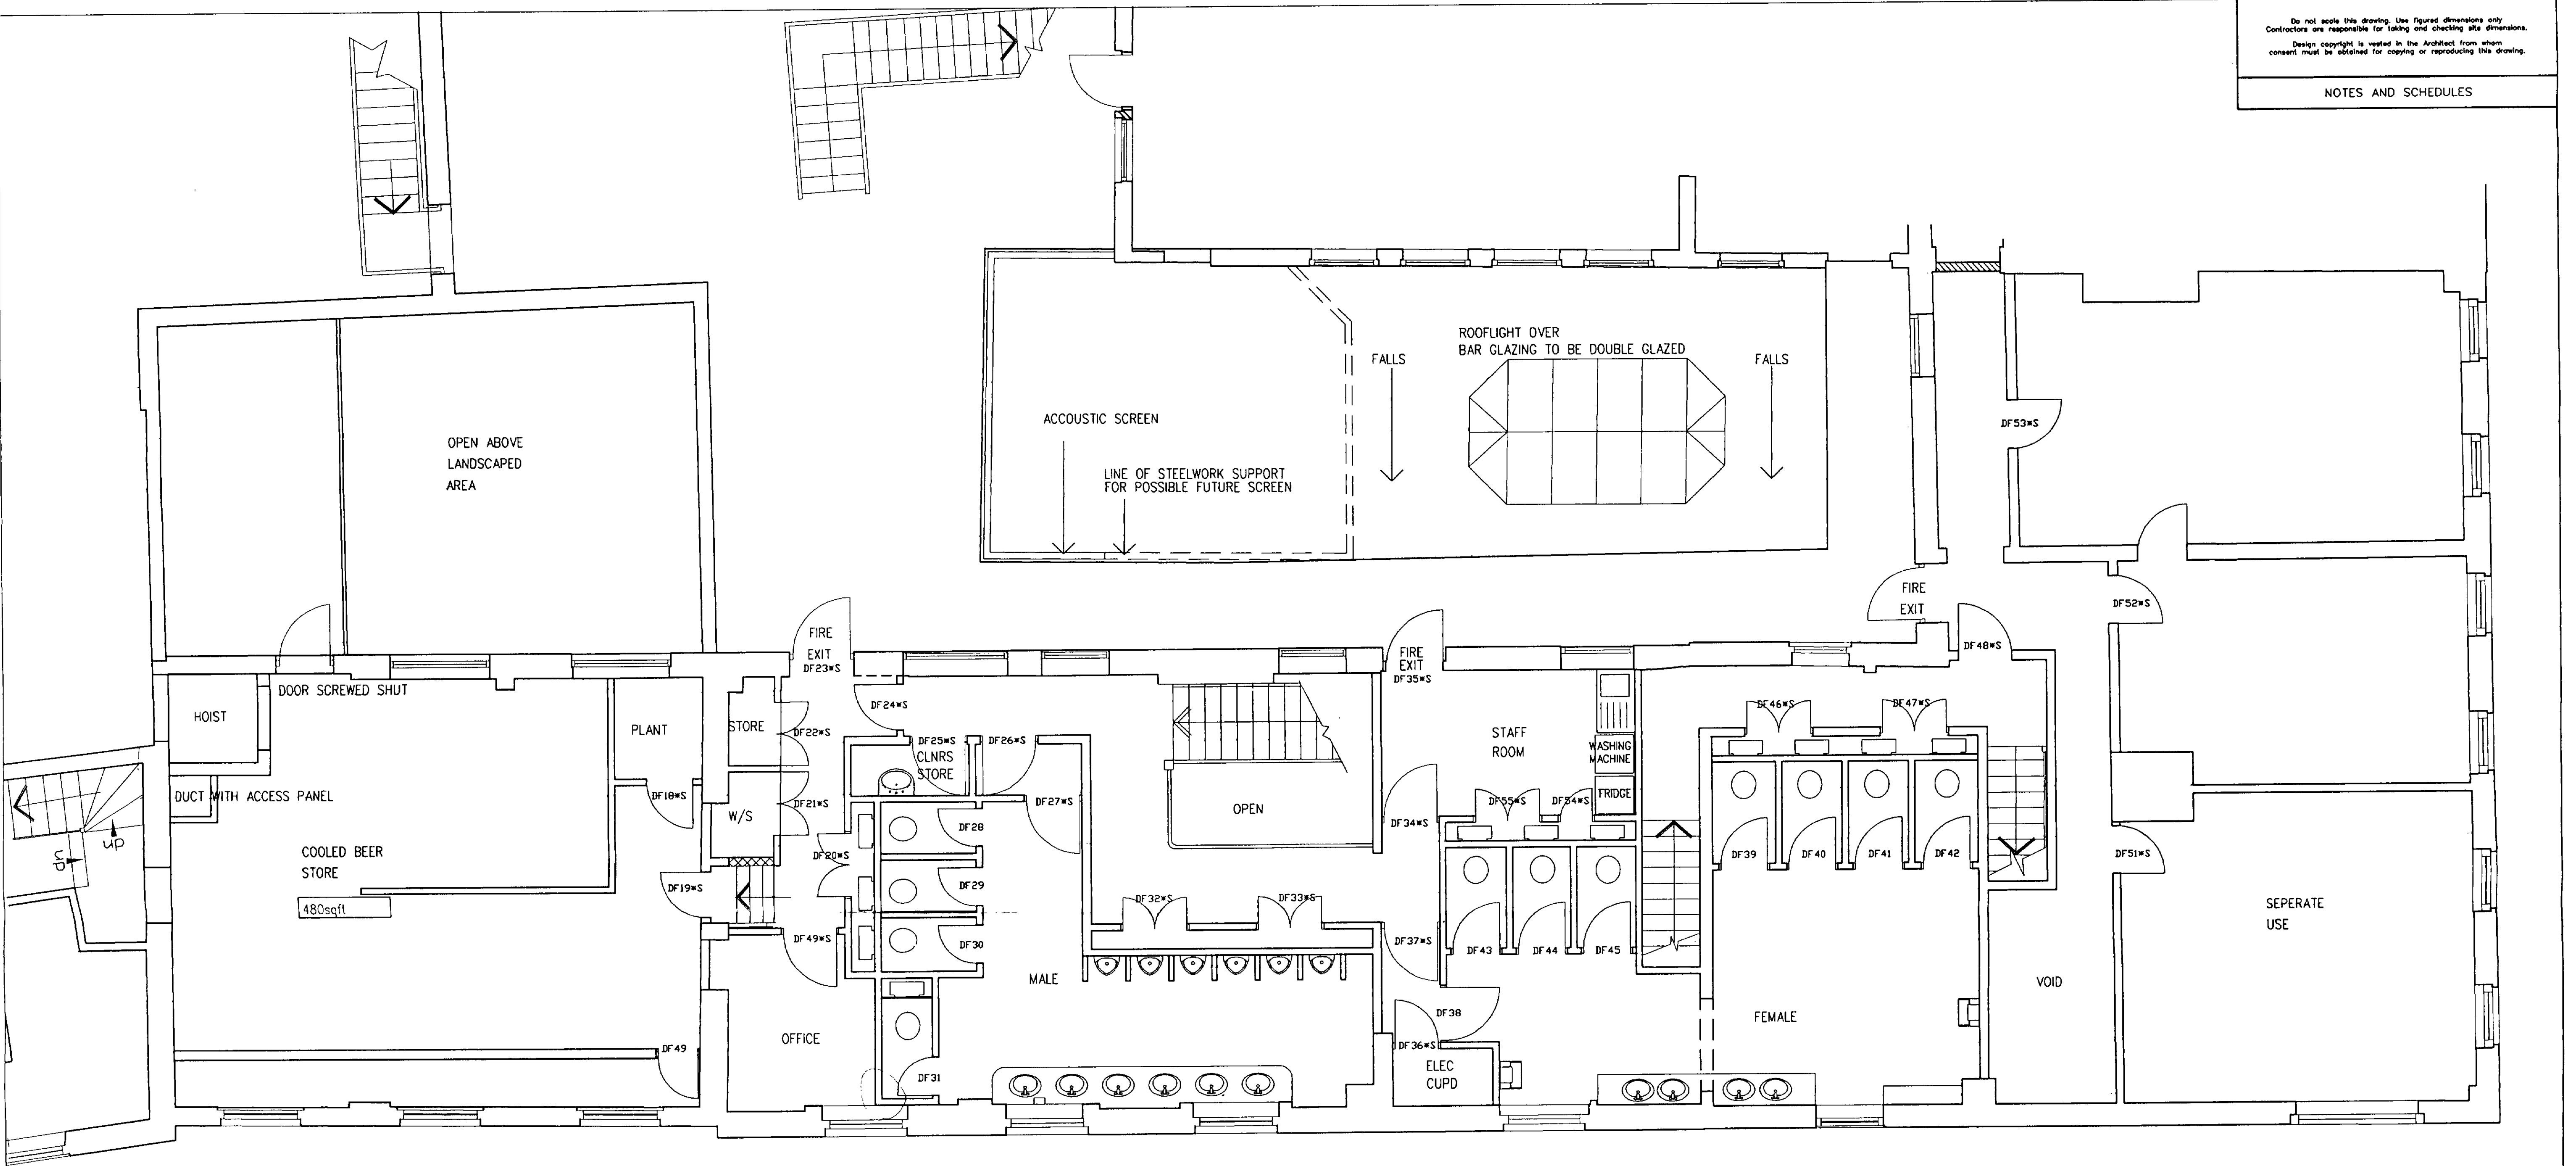 Do not scale this drawing. Use figured dimensions only
Contractors are responsible for taking and checking site dimensions.
Design copyright is vested in the Architect from whom
consent must be obtained for copying or reproducing this drawing.
NOTES AND SCHEDULES
ROOFLIGHT OVER
BAR GLAZING TO BE DOUBLE GLAZED
FALLS
FALLS
ACCOUSTIC SCREEN
LINE OF STEELWORK SUPPORT
FOR POSSIBLE FUTURE SCREEN
OPEN ABOVE
LANDSCAPED
AREA
DF53*S
FIRE
EXIT
DF52*S
DF48*S
FIRE
EXIT
DF23*S
FIRE
EXIT
DF35*S
DOOR SCREWED SHUT
HOIST
PLANT
STORE
DF22*S
DF24*S
DF25*S
CLNRS
STORE
DF26*S
STAFF
ROOM
WASHING
MACHINE
FRIDGE
DF46*S
DF47*S
DUCT WITH ACCESS PANEL
DF18*S
W/S
DF21*S
DF27*S
OPEN
DF34*S
DF55*S
DF54*S
up
up
COOLED BEER
STORE
480sqft
DF19*S
DF20*S
DF28
DF29
DF30
DF32*S
DF33*S
DF39
DF40
DF41
DF42
DF51*S
SEPERATE
USE
DF49*S
DF37*S
DF43
DF44
DF45
MALE
VOID
OFFICE
DF38
FEMALE
DF49
DF31
DF36*S
ELEC
CUPD